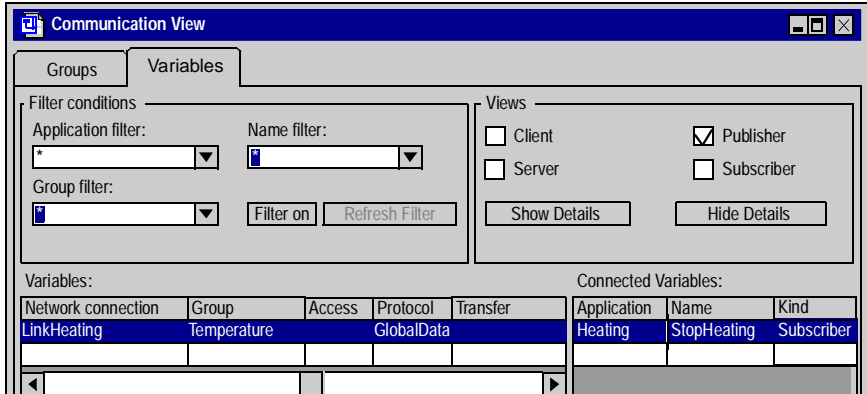 Communication View
Groups
Variables
Filter conditions
Application filter:
Name filter:
*
*
Group filter:
*
Filter on
Refresh Filter
Views
Client
Publisher
Server
Subscriber
Show Details
Hide Details
Variables:
Network connection Group Access Protocol Transfer
LinkHeating Temperature GlobalData
Connected Variables:
Application Name Kind
Heating StopHeating Subscriber